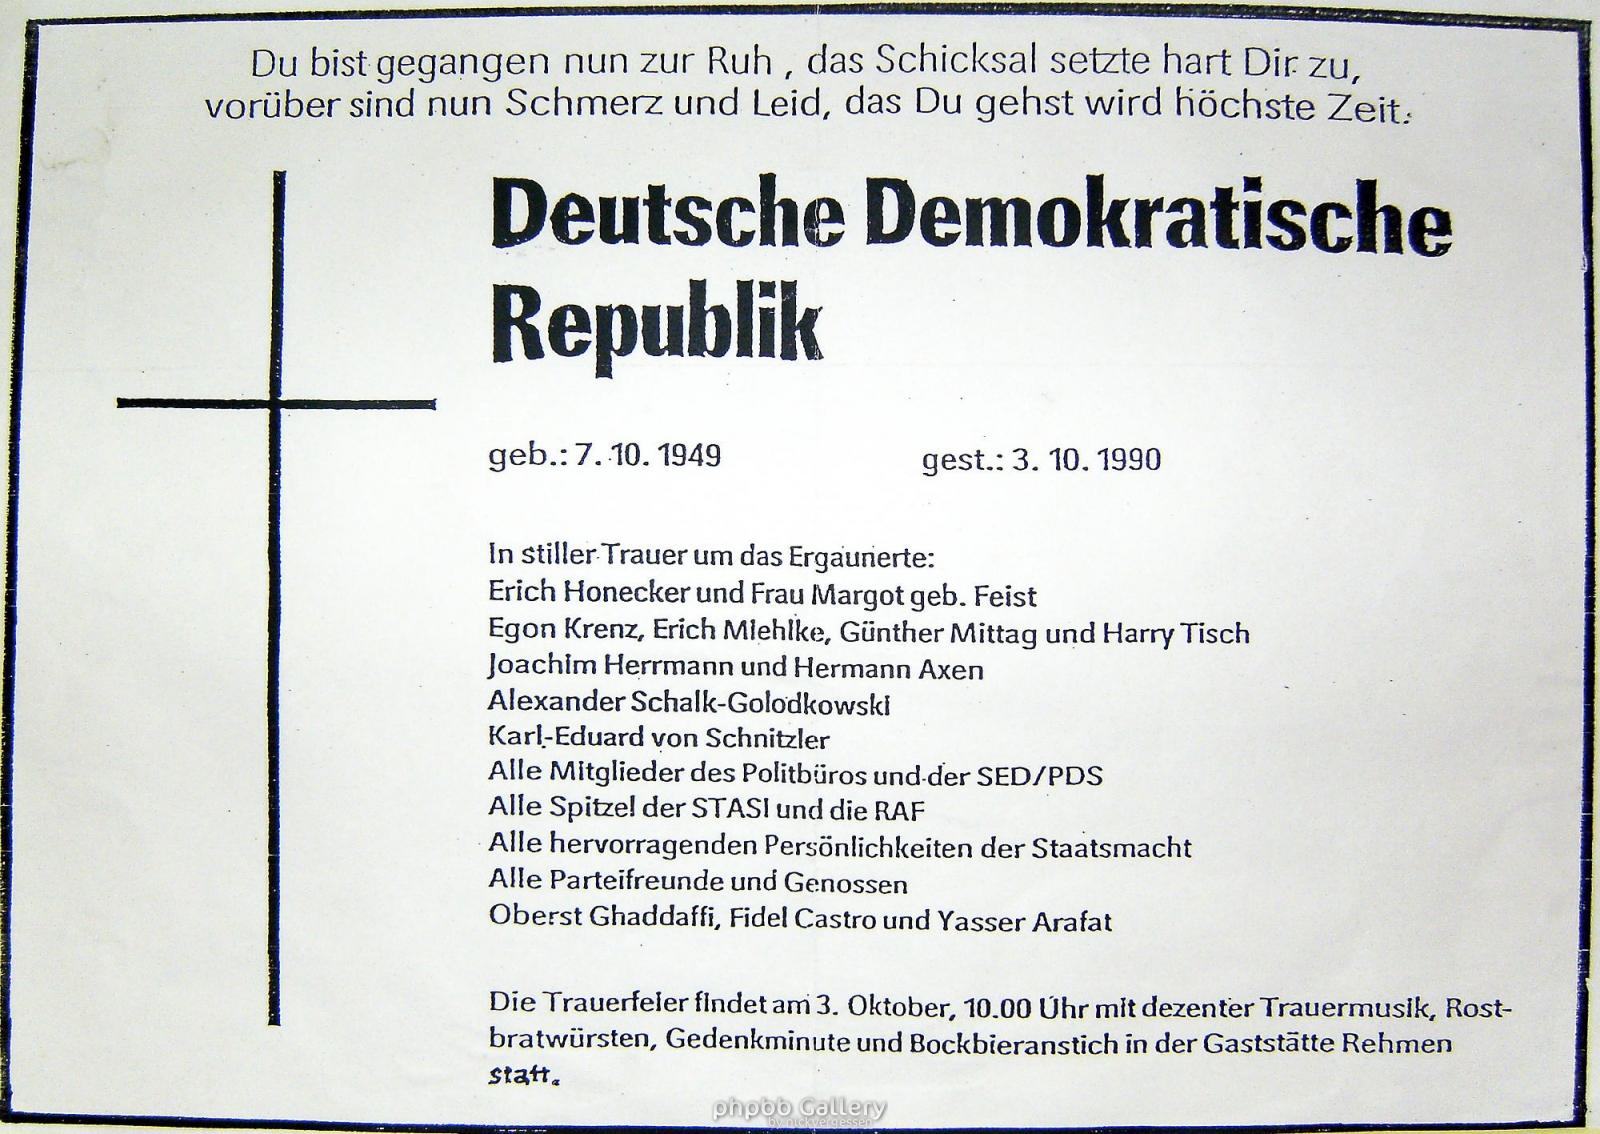 Du bist gegangen nun zur Ruh , das Schicksal setzte hart Dir zu,
vorüber sind nun Schmerz und Leid, das Du gehst wird höchste Zeit.
Deutsche Demokratische
Republik
geb.: 7. 10. 1949 gest.: 3. 10. 1990
In stiller Trauer um das Ergaunerte:
Erich Honecker und Frau Margot geb. Feist
Egon Krenz, Erich Miehlke, Günther Mittag und Harry Tisch
Joachim Herrmann und Hermann Axen
Alexander Schalk-Golodkowski
Karl-Eduard von Schnitzler
Alle Mitglieder des Politbüros und der SED/PDS
Alle Spitzel der STASI und die RAF
Alle hervorragenden Persönlichkeiten der Staatsmacht
Alle Parteifreunde und Genossen
Oberst Ghaddaffi, Fidel Castro und Yasser Arafat
Die Trauerfeier findet am 3. Oktober, 10.00 Uhr mit dezenter Trauermusik, Rost-
bratwürsten, Gedenkminute und Bockbieranstich in der Gaststätte Rehmen
statt.
phpbb Gallery
by nickvergessen